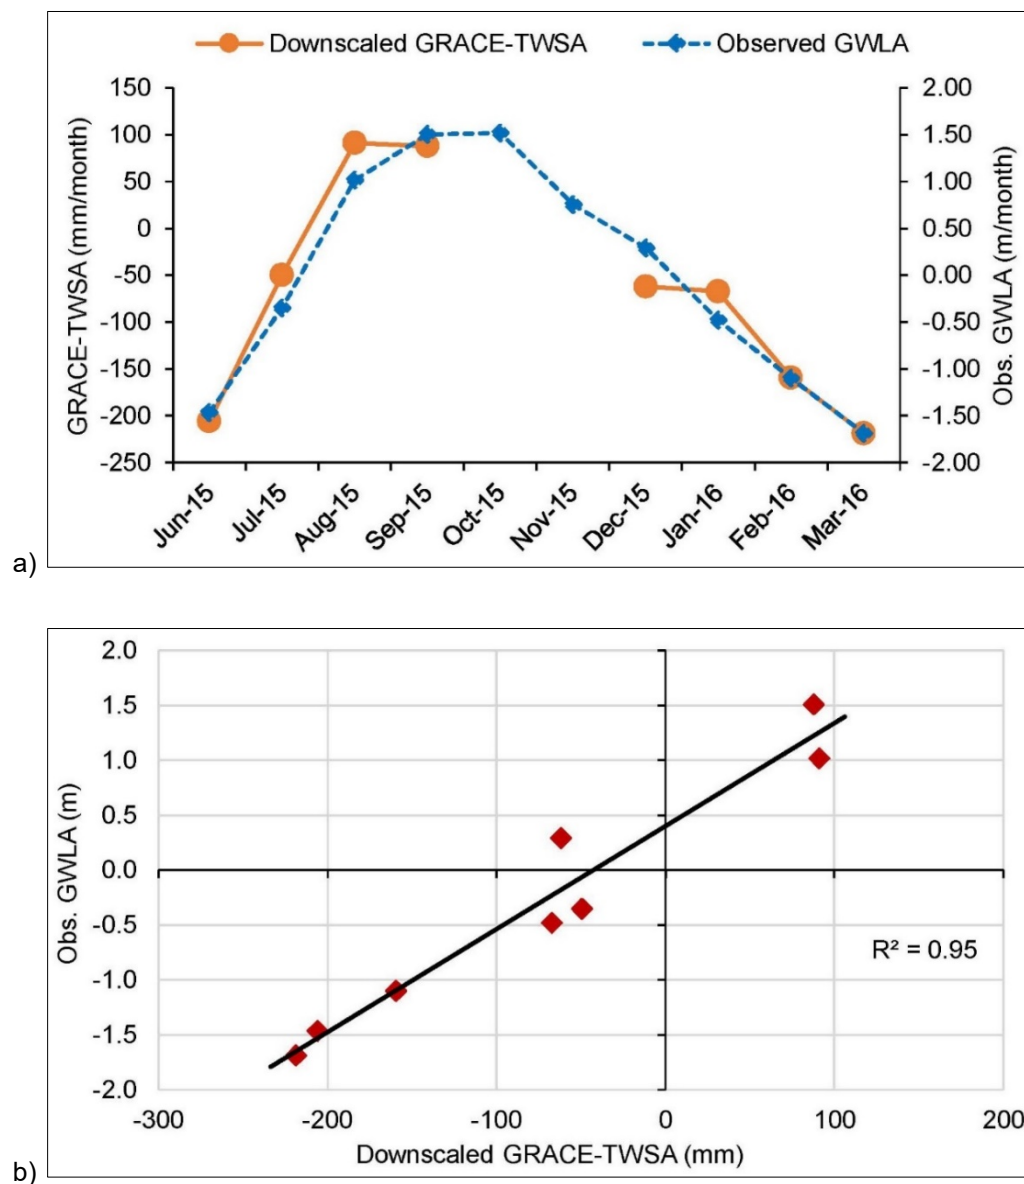 Downscaled GRACE-TWSA Observed GWLA
GRACE-TWSA (mm/month)
150
100
50
0
-50
-100
-150
-200
-250
2.00
1.50
1.00
0.50
0.00
-0.50
-1.00
-1.50
-2.00
Obs. GWLA (m/month)
Jun-15 Jul-15 Aug-15 Sep-15 Oct-15 Nov-15 Dec-15 Jan-16 Feb-16 Mar-16
a)
Obs. GWLA (m)
2.0
1.5
1.0
0.5
0.0
-0.5
-1.0
-1.5
-2.0
R² = 0.95
-300 -200 -100 0 100 200
Downscaled GRACE-TWSA (mm)
b)